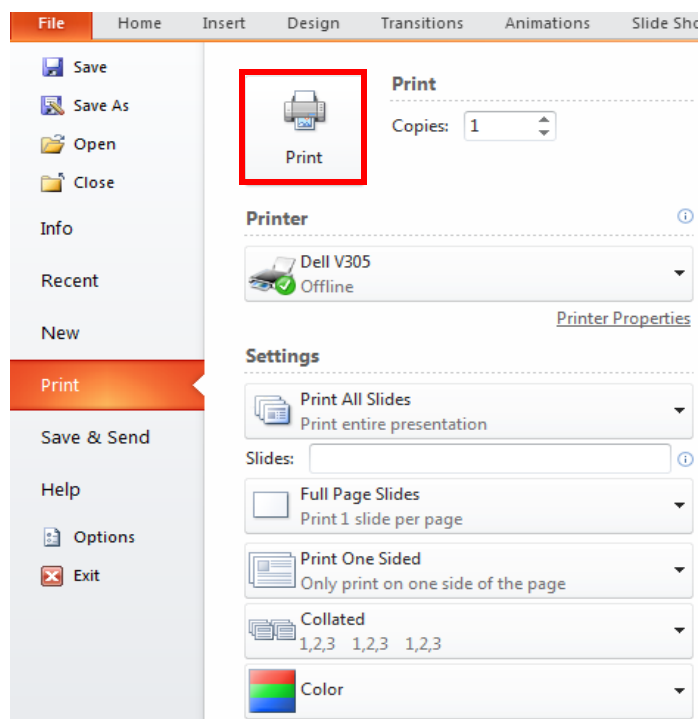 File Home Insert Design Transitions Animations Slide Sho
Save
Save As
Open
Close
Info
Recent
New
Print
Save & Send
Help
Options
Exit
Print
Print
Copies: 1
Printer
Dell V305
Offline
Printer Properties
Settings
Print All Slides
Print entire presentation
Slides:
Full Page Slides
Print 1 slide per page
Print One Sided
Only print on one side of the page
Collated
1,2,3 1,2,3 1,2,3
Color